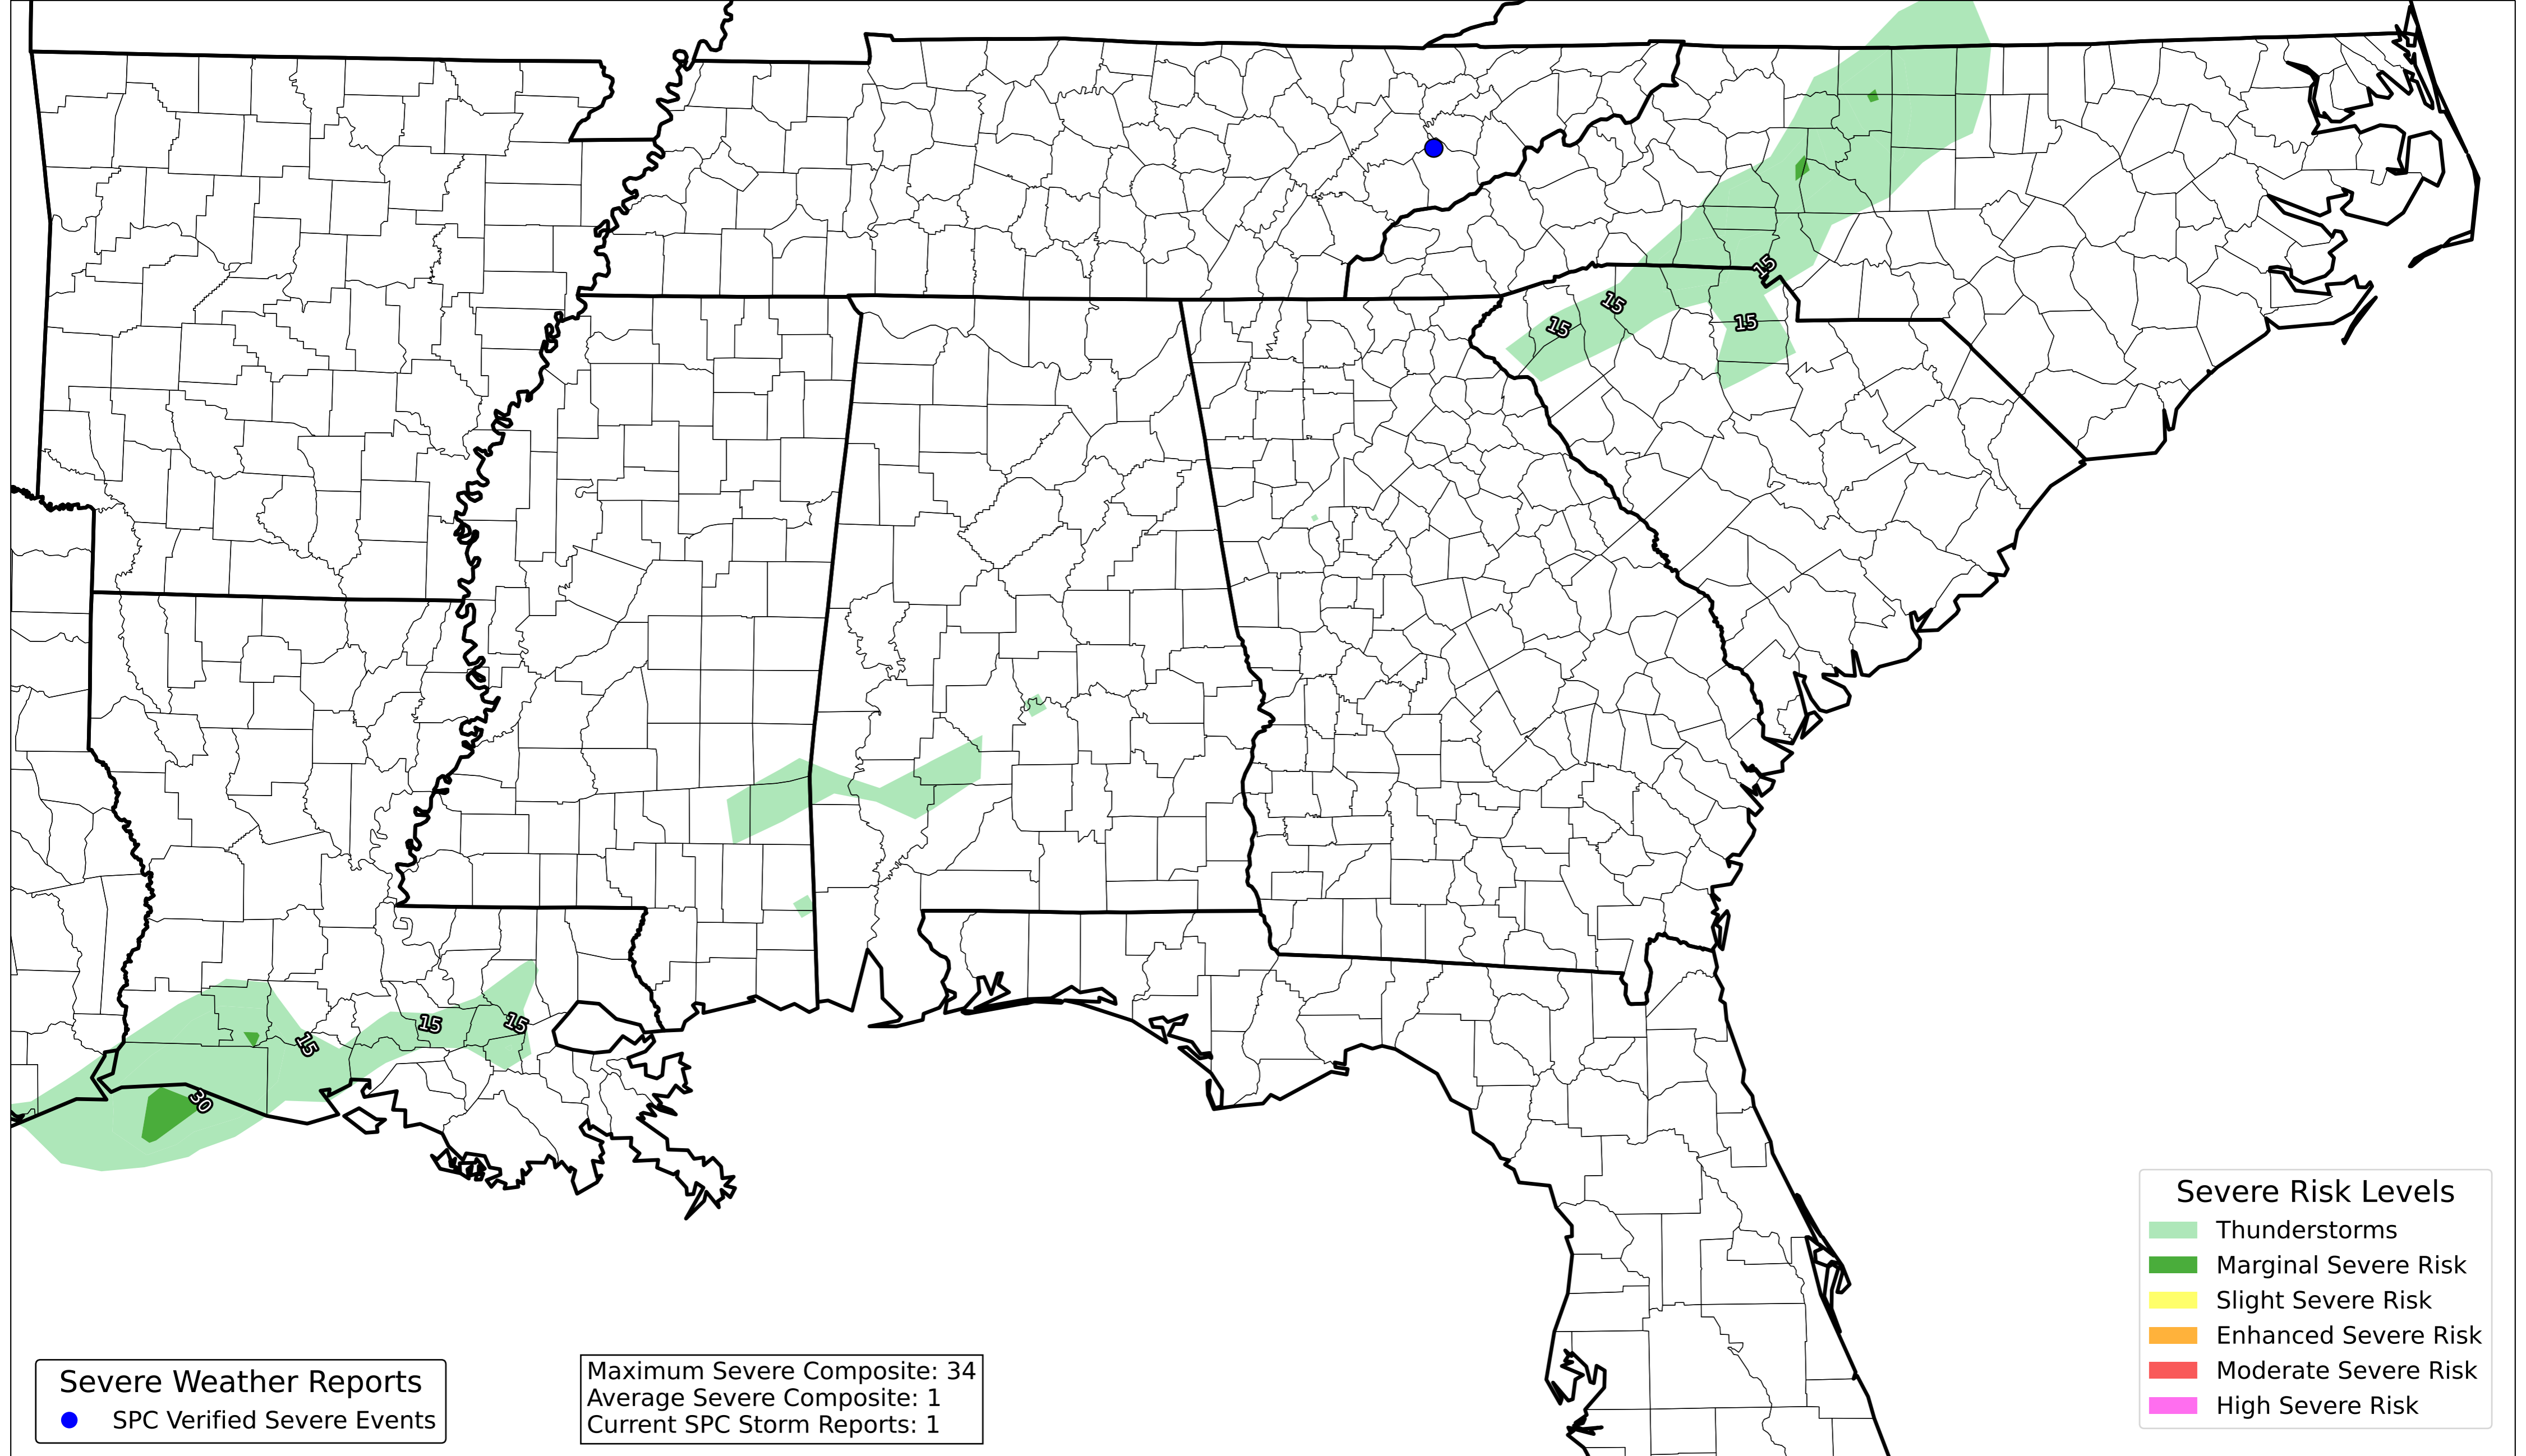 15
15
15
15
15
15
15
30
Severe Risk Levels
Thunderstorms
Marginal Severe Risk
Slight Severe Risk
Enhanced Severe Risk
Moderate Severe Risk
High Severe Risk
Severe Weather Reports
SPC Verified Severe Events
Maximum Severe Composite: 34
Average Severe Composite: 1
Current SPC Storm Reports: 1